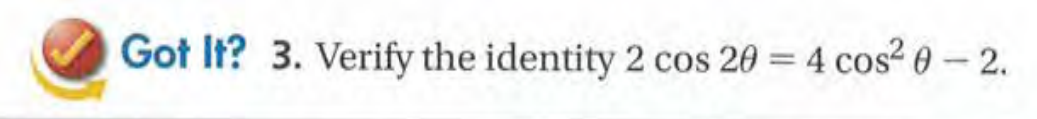 Got It? 3. Verify the identity 2 cos 2θ = 4 cos² θ − 2.